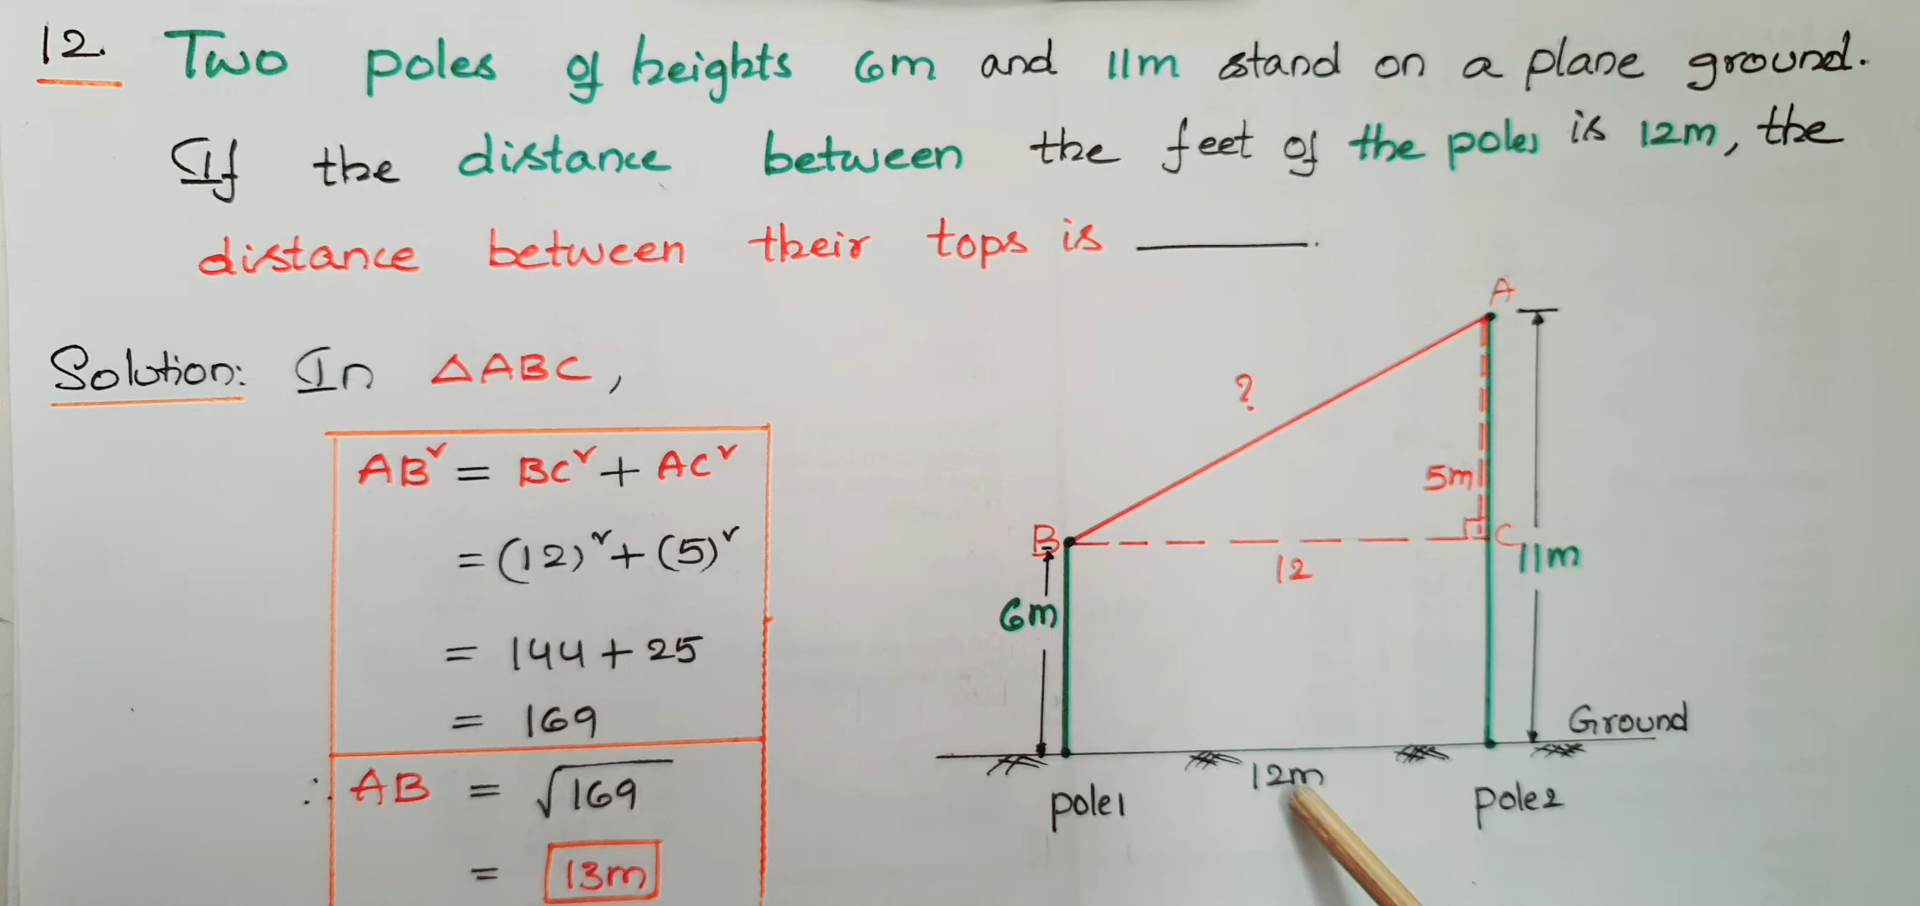 12. Two poles of heights 6m and 11m stand on a plane ground.
If the distance between the feet of the poles is 12m, the
distance between their tops is ______.
Solution: In △ABC,
AB² = BC² + AC²
= (12)² + (5)²
= 144 + 25
= 169
∴ AB = √169
= 13m
A
?
5m
B
C
12
11m
6m
Ground
12m
pole1
pole2